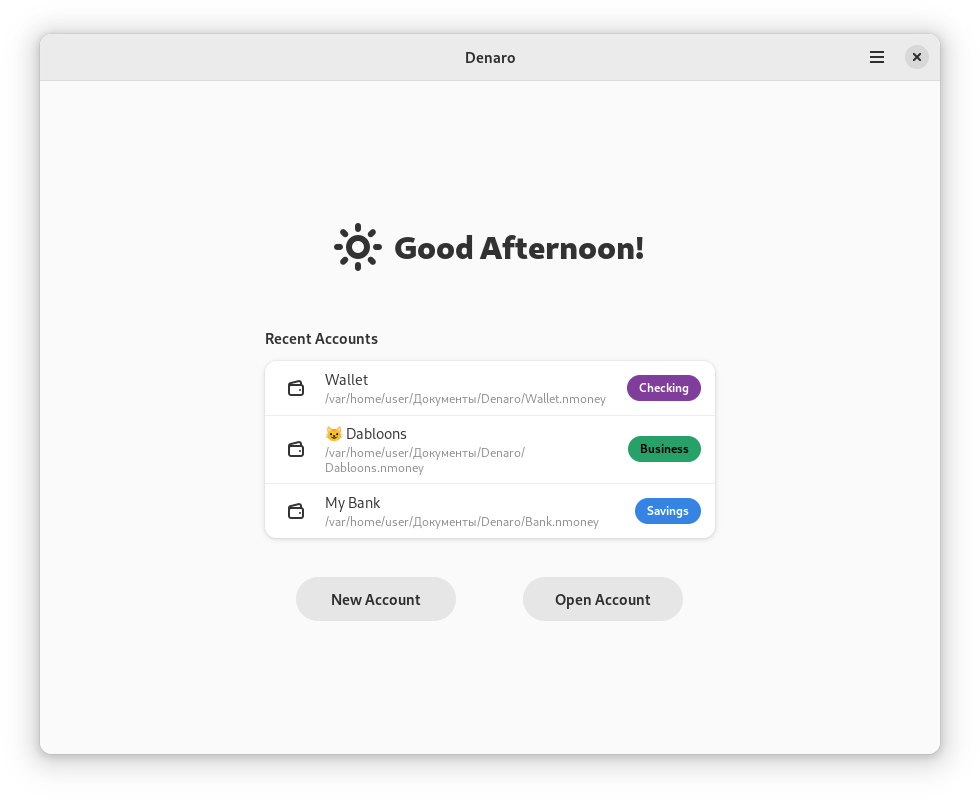 Denaro
Good Afternoon!
Recent Accounts
Wallet
/var/home/user/Документы/Denaro/Wallet.nmoney
Checking
😺 Dabloons
/var/home/user/Документы/Denaro/
Dabloons.nmoney
Business
My Bank
/var/home/user/Документы/Denaro/Bank.nmoney
Savings
New Account
Open Account